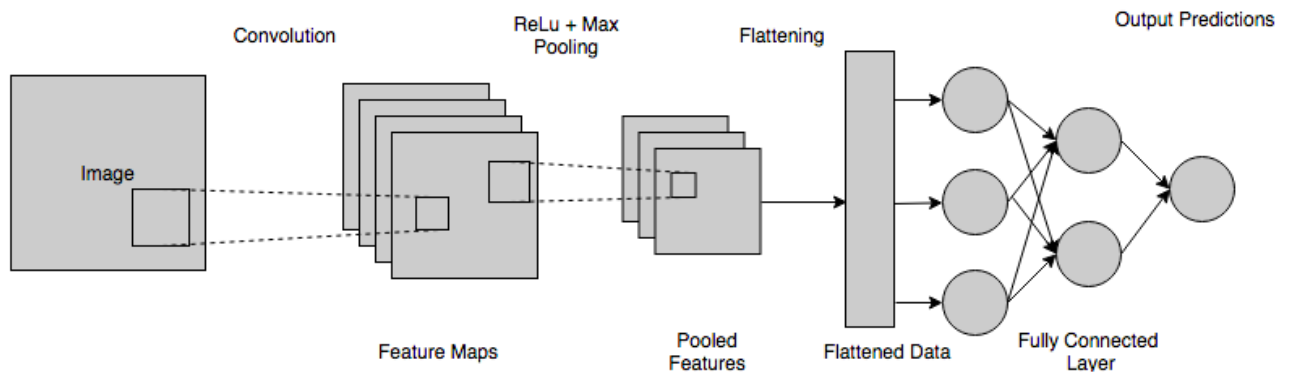 Convolution
ReLu + Max
Pooling
Flattening
Output Predictions
Image
Feature Maps
Pooled
Features
Flattened Data
Fully Connected
Layer